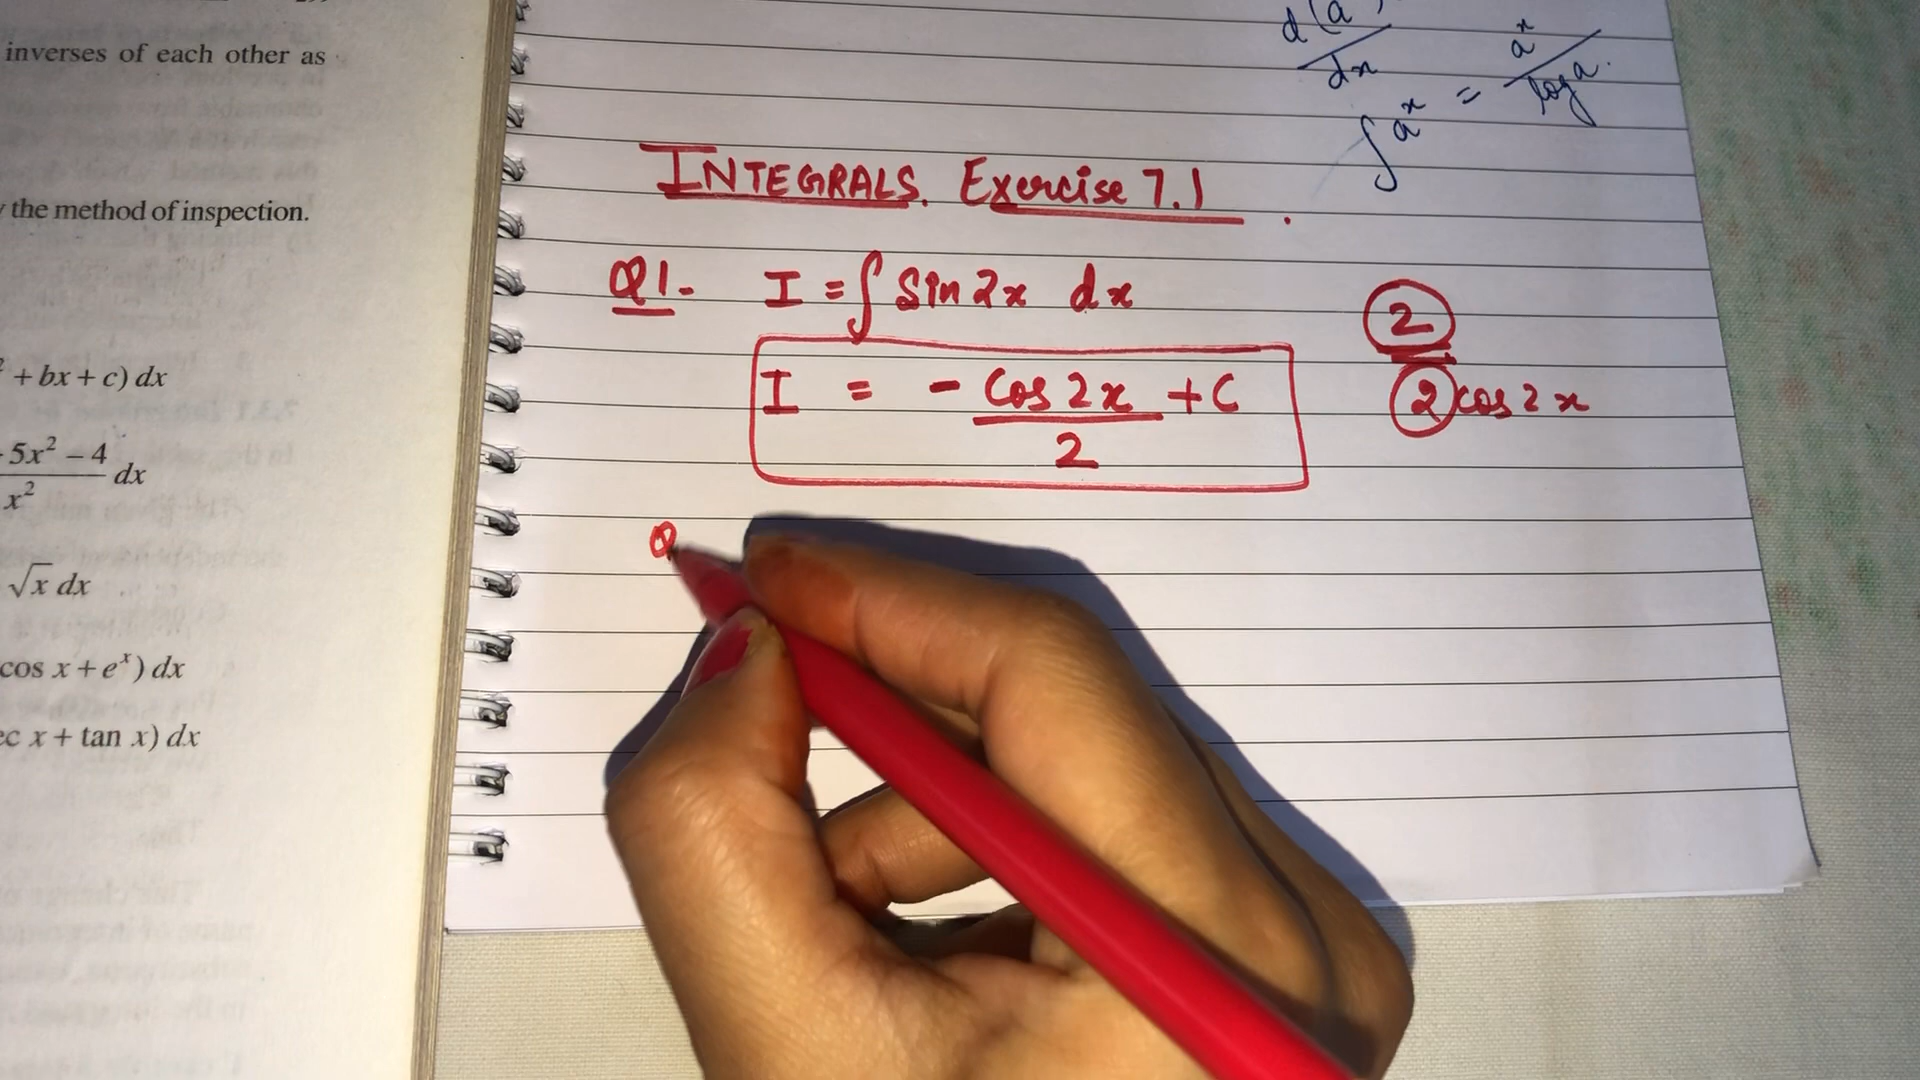 inverses of each other as
the method of inspection.
+ bx + c) dx
5x² – 4
dx
x²
√x dx
cos x + eˣ) dx
x + tan x) dx
d(a
dx
∫aˣ = aˣ/log a.
INTEGRALS. Exercise 7.1
Q1- I = ∫ Sin 2x dx
I = - Cos 2x + C
2
2
2 cos 2x
Q